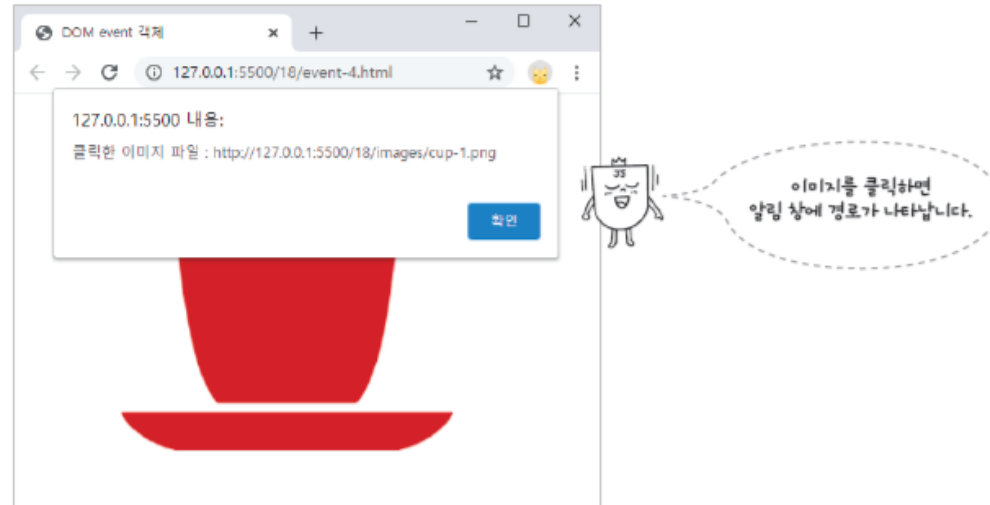 DOM event 객체
127.0.0.1:5500/18/event-4.html
127.0.0.1:5500 내용:
클릭한 이미지 파일 : http://127.0.0.1:5500/18/images/cup-1.png
확인
JS
이미지를 클릭하면
알림 창에 경로가 나타납니다.